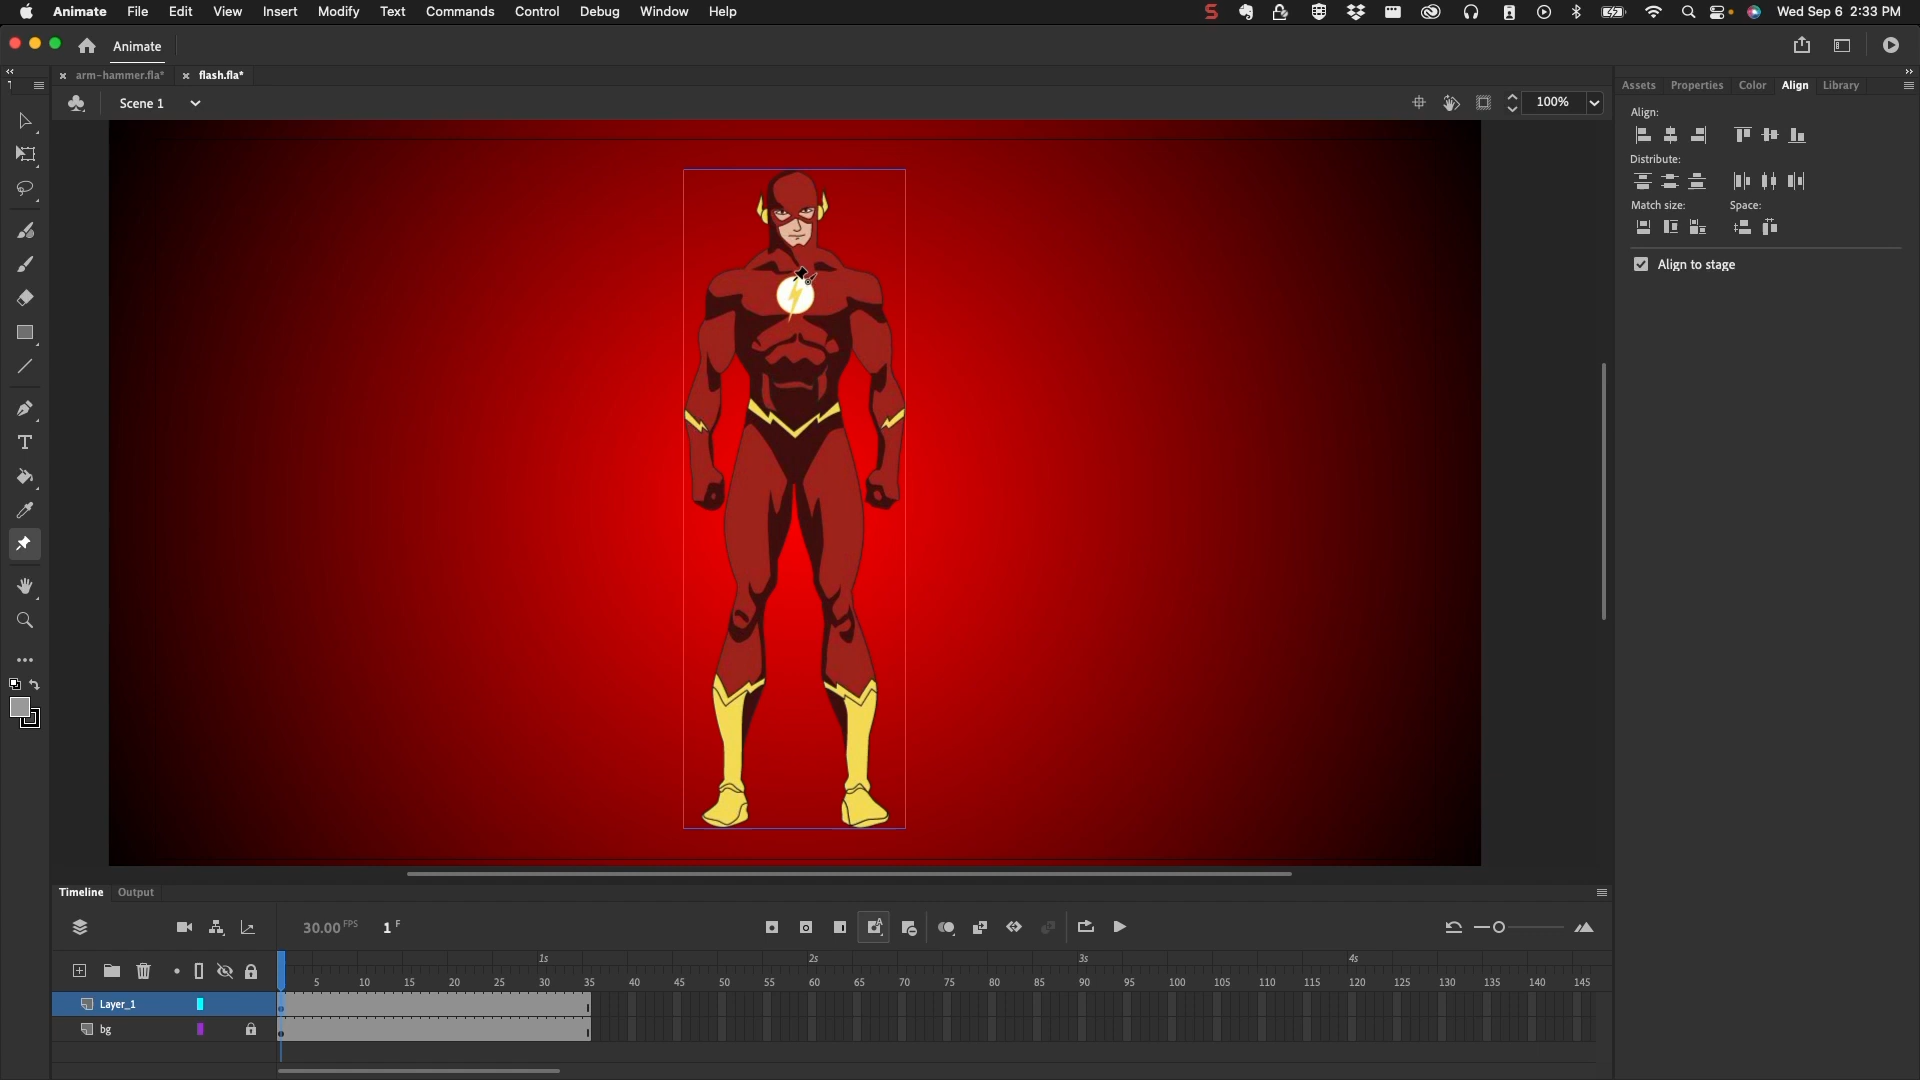 Animate File Edit View Insert Modify Text Commands Control Debug Window Help Wed Sep 6 2:33 PM
Animate
arm-hammer.fla* flash.fla*
Scene 1 100%
Assets Properties Color Align Library
Align:
Distribute:
Match size: Space:
Align to stage
Timeline Output
30.00 FPS 1 F
1s 2s 3s 4s
5 10 15 20 25 30 35 40 45 50 55 60 65 70 75 80 85 90 95 100 105 110 115 120 125 130 135 140 145
Layer_1
bg